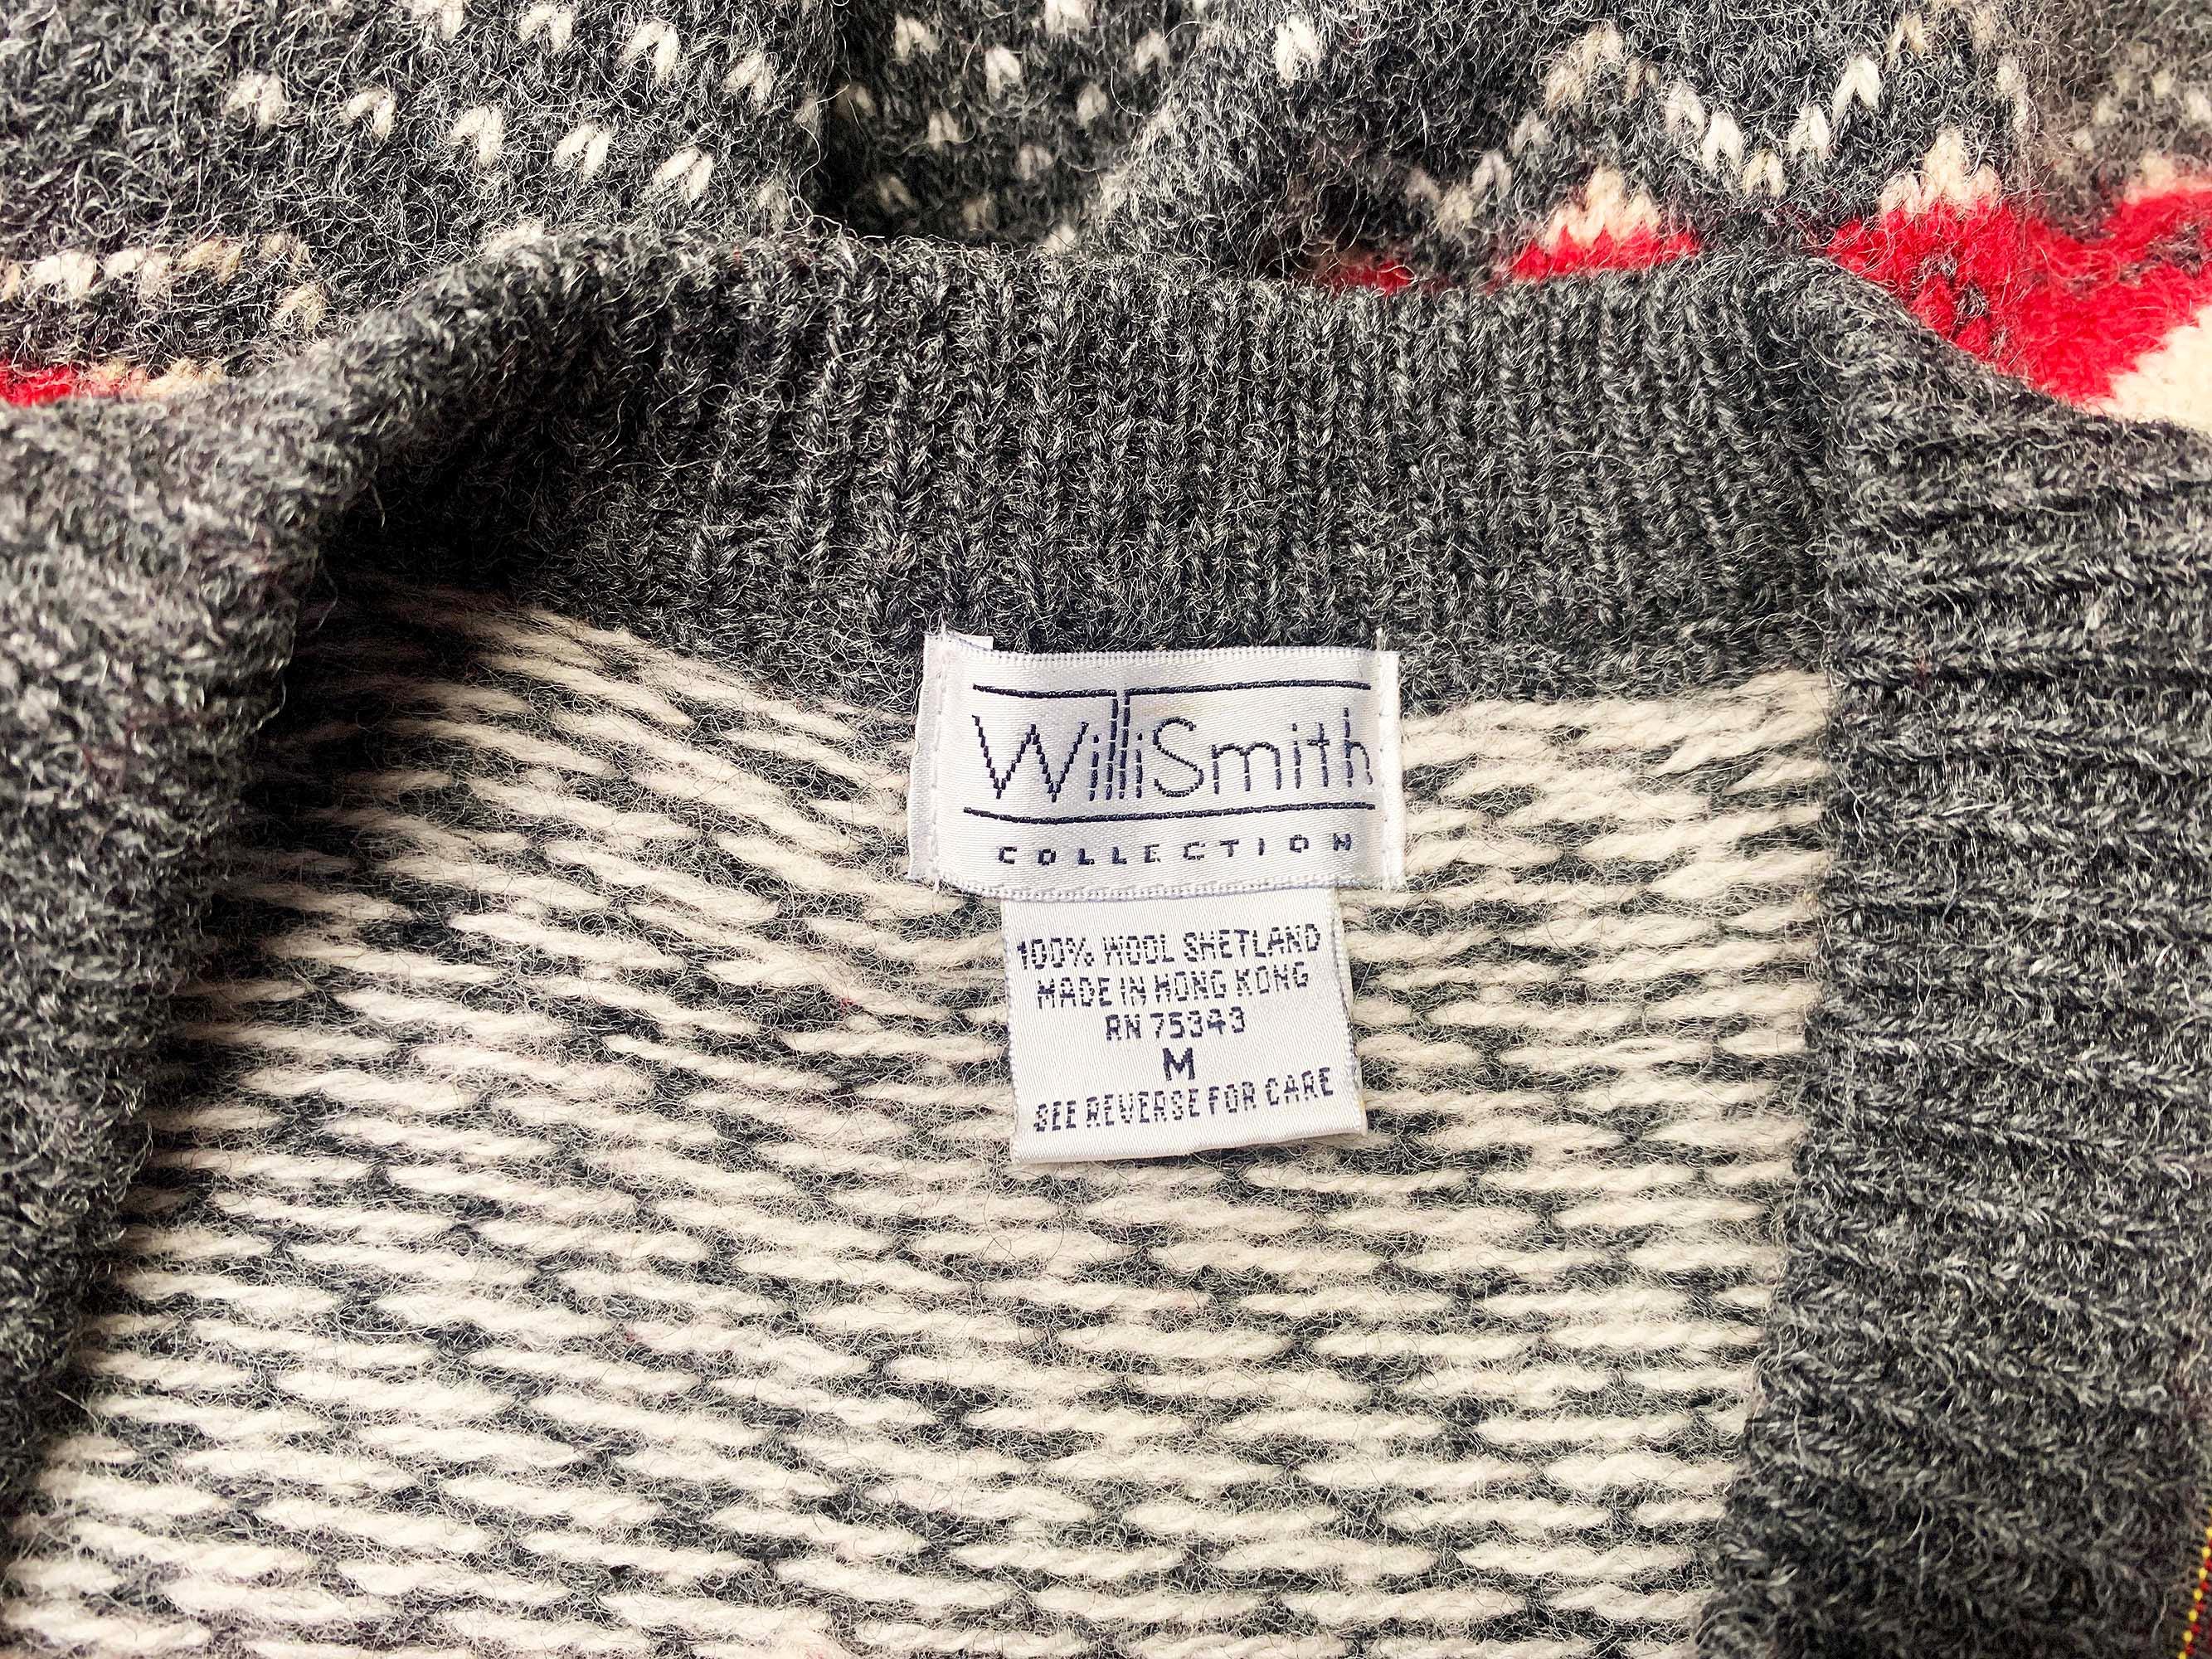 WilliSmith
COLLECTION
100% WOOL SHETLAND
MADE IN HONG KONG
RN 75343
M
SEE REVERSE FOR CARE